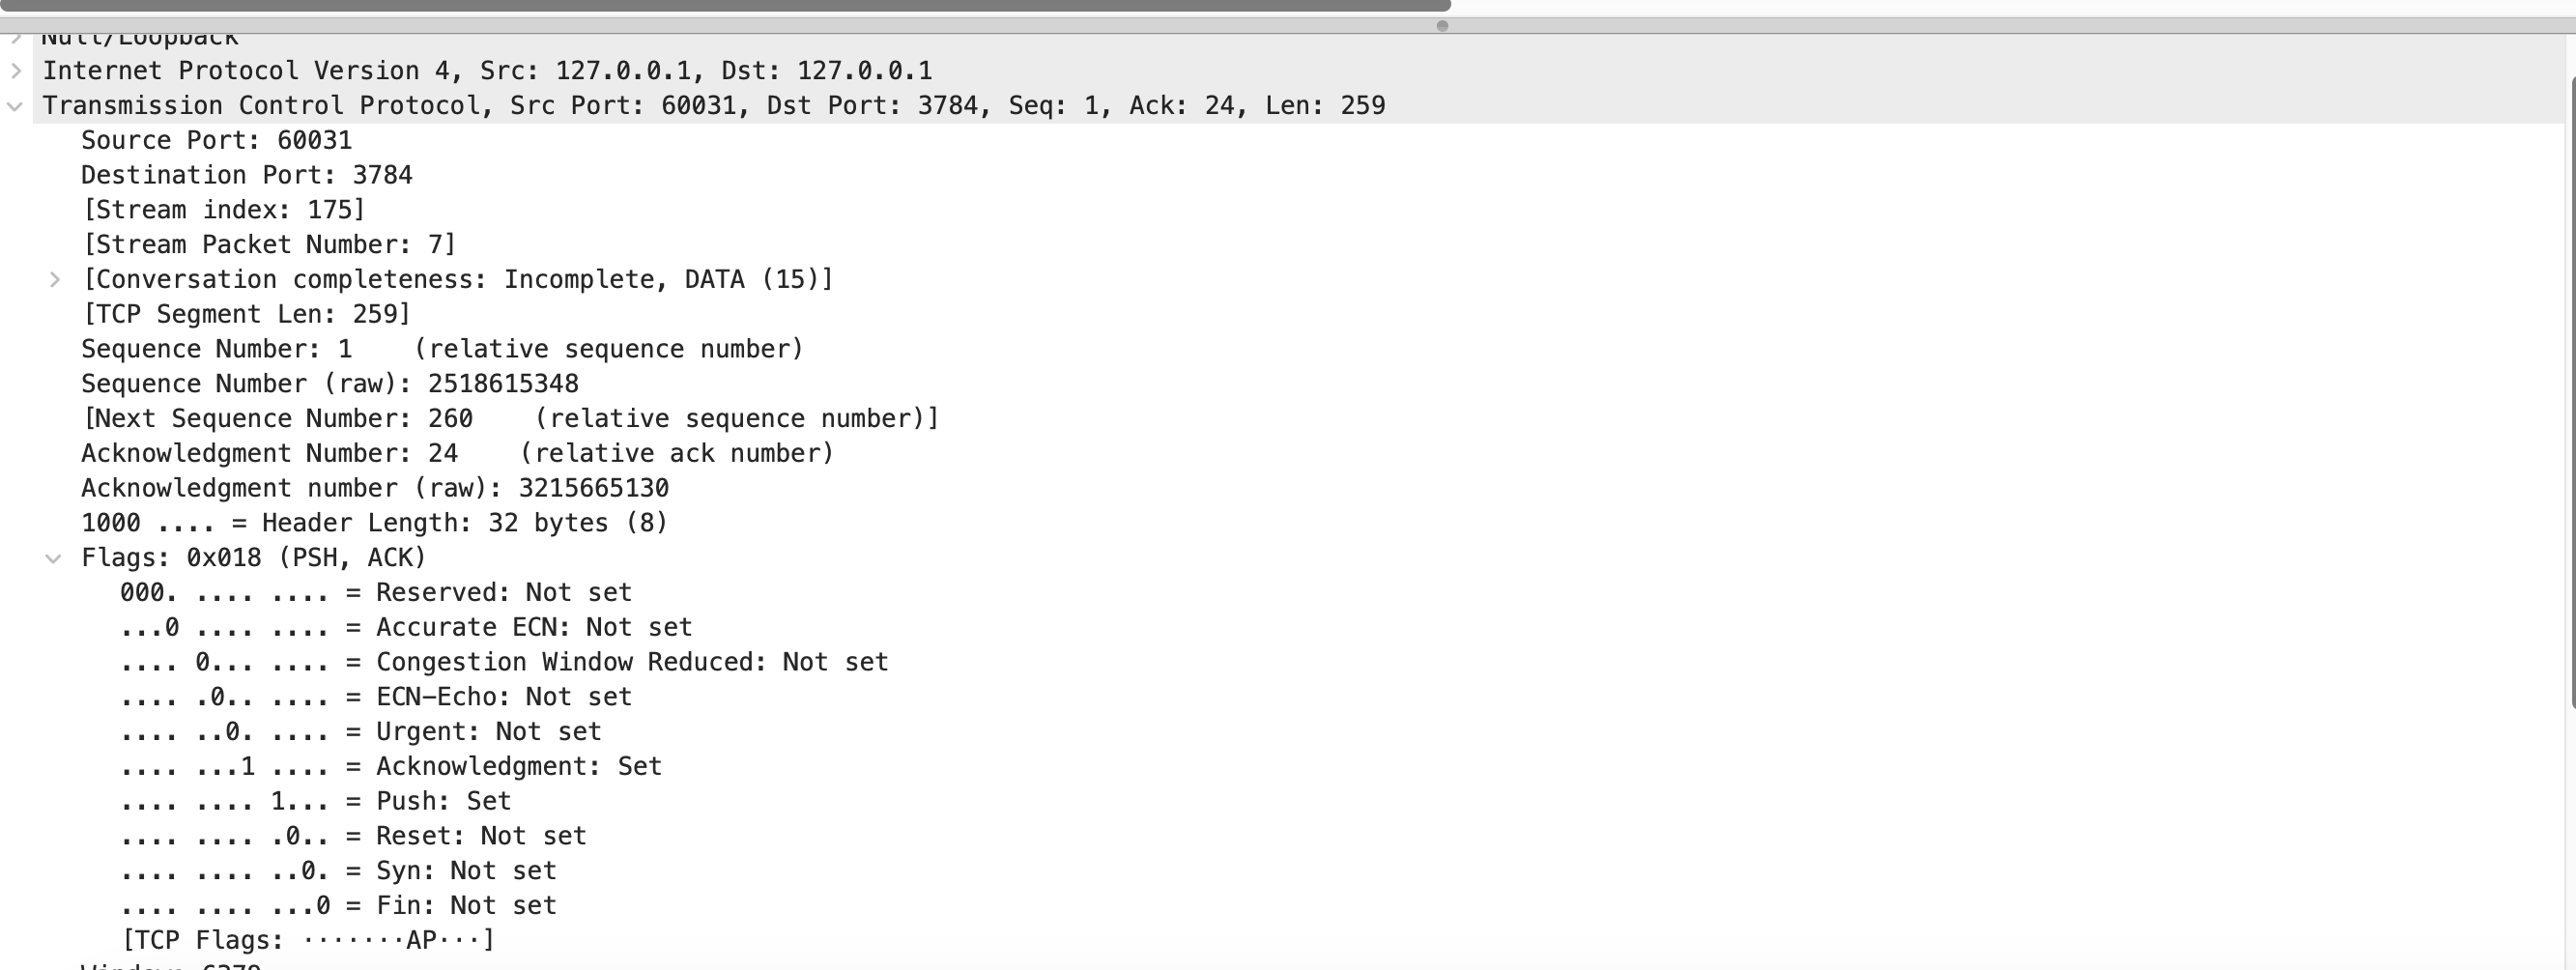 Null/Loopback
Internet Protocol Version 4, Src: 127.0.0.1, Dst: 127.0.0.1
Transmission Control Protocol, Src Port: 60031, Dst Port: 3784, Seq: 1, Ack: 24, Len: 259
Source Port: 60031
Destination Port: 3784
[Stream index: 175]
[Stream Packet Number: 7]
[Conversation completeness: Incomplete, DATA (15)]
[TCP Segment Len: 259]
Sequence Number: 1    (relative sequence number)
Sequence Number (raw): 2518615348
[Next Sequence Number: 260    (relative sequence number)]
Acknowledgment Number: 24    (relative ack number)
Acknowledgment number (raw): 3215665130
1000 .... = Header Length: 32 bytes (8)
Flags: 0x018 (PSH, ACK)
000. .... .... = Reserved: Not set
...0 .... .... = Accurate ECN: Not set
.... 0... .... = Congestion Window Reduced: Not set
.... .0.. .... = ECN-Echo: Not set
.... ..0. .... = Urgent: Not set
.... ...1 .... = Acknowledgment: Set
.... .... 1... = Push: Set
.... .... .0.. = Reset: Not set
.... .... ..0. = Syn: Not set
.... .... ...0 = Fin: Not set
[TCP Flags: ·······AP···]
Window: 6379